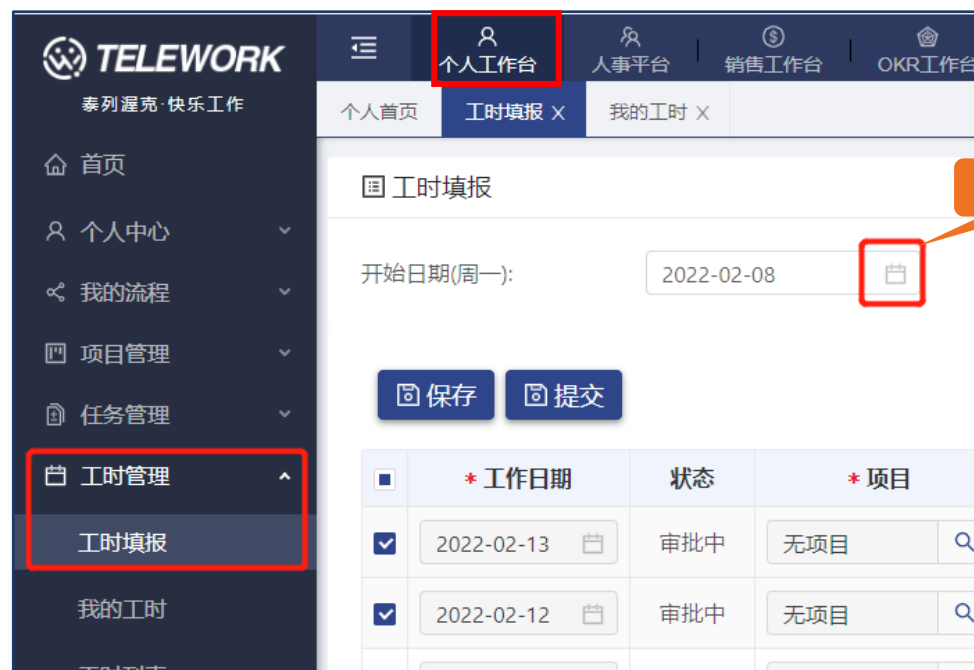 TELEWORK
泰列渥克·快乐工作
个人工作台
人事平台
销售工作台
OKR工作台
个人首页
工时填报 X
我的工时 X
首页
个人中心
我的流程
项目管理
任务管理
工时管理
工时填报
我的工时
工时填报
开始日期(周一):
2022-02-08
保存
提交
* 工作日期 状态 * 项目
2022-02-13 审批中 无项目
2022-02-12 审批中 无项目